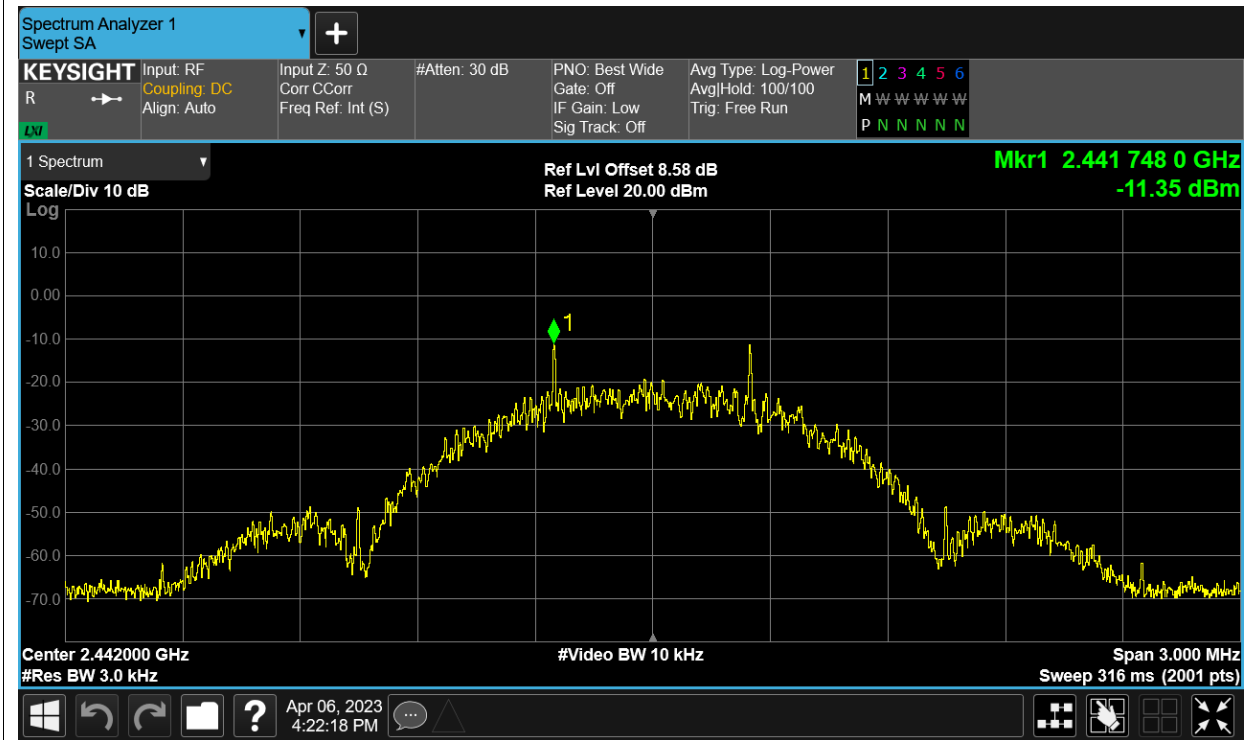 Spectrum Analyzer 1
Swept SA
+
KEYSIGHT
R
LXI
Input: RF
Coupling: DC
Align: Auto
Input Z: 50 Ω
Corr CCorr
Freq Ref: Int (S)
#Atten: 30 dB
PNO: Best Wide
Gate: Off
IF Gain: Low
Sig Track: Off
Avg Type: Log-Power
Avg|Hold: 100/100
Trig: Free Run
1 2 3 4 5 6
M W W W W W
P N N N N N
1 Spectrum
Scale/Div 10 dB
Log
Ref Lvl Offset 8.58 dB
Ref Level 20.00 dBm
Mkr1 2.441 748 0 GHz
-11.35 dBm
10.0
0.00
-10.0
-20.0
-30.0
-40.0
-50.0
-60.0
-70.0
1
Center 2.442000 GHz
#Res BW 3.0 kHz
#Video BW 10 kHz
Span 3.000 MHz
Sweep 316 ms (2001 pts)
?
Apr 06, 2023
4:22:18 PM